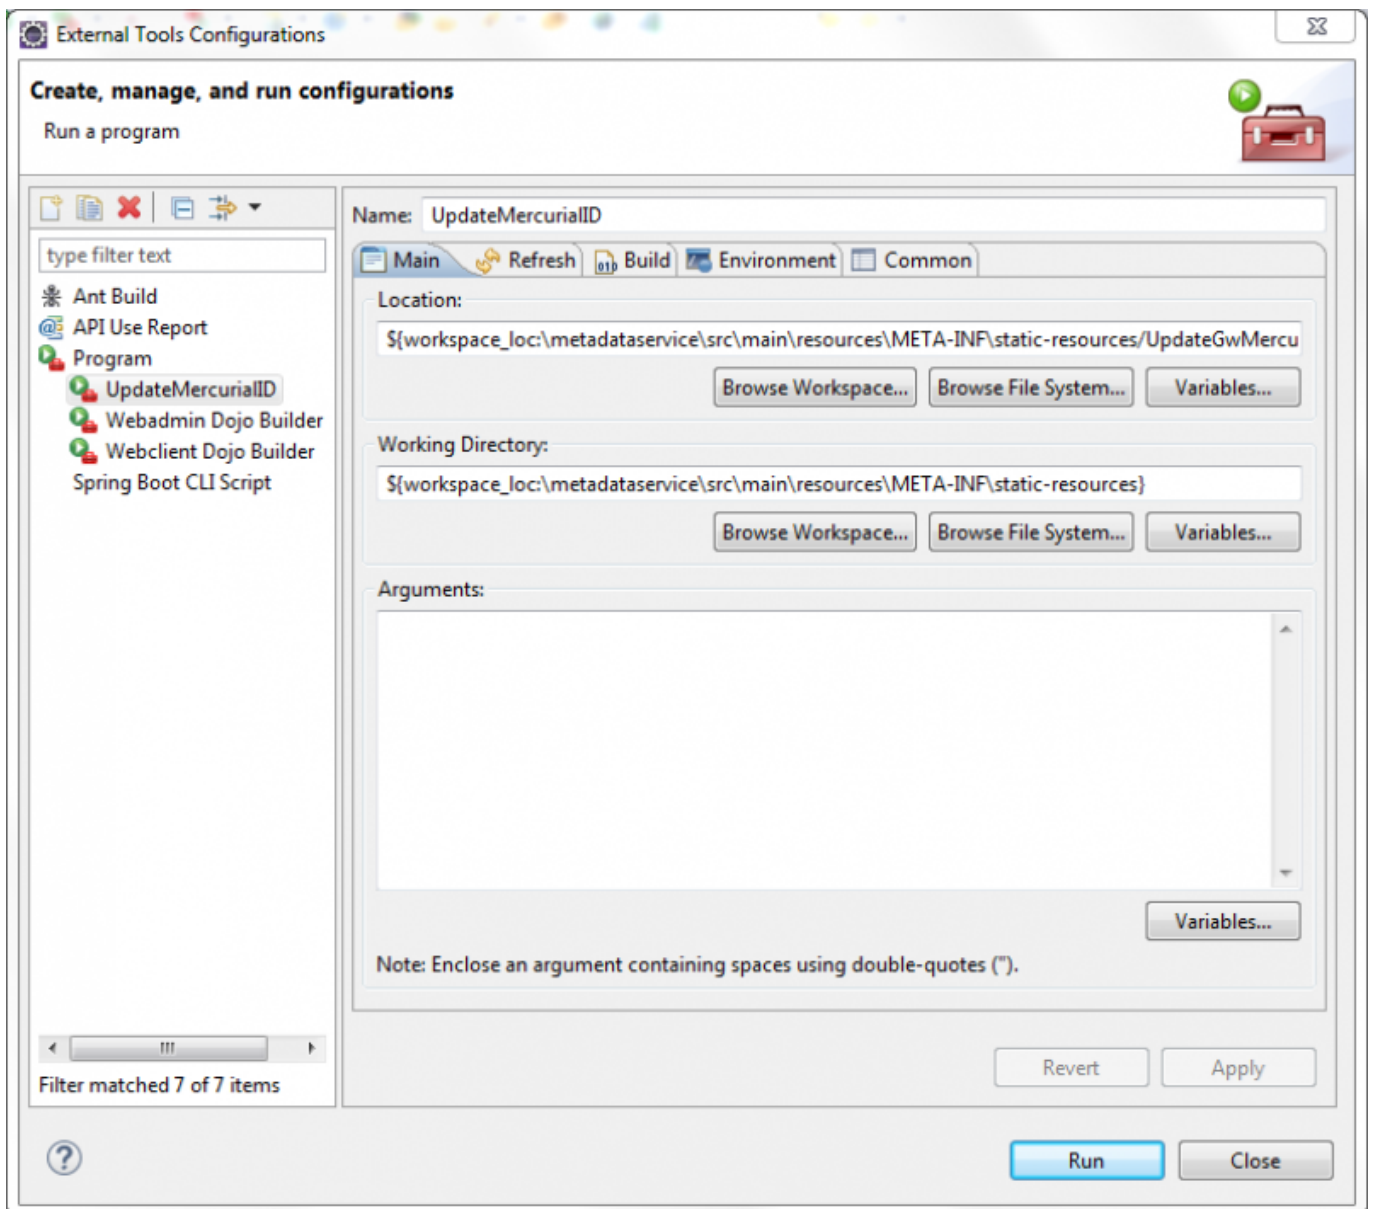 External Tools Configurations
Create, manage, and run configurations
Run a program
type filter text
Ant Build
API Use Report
Program
UpdateMercurialID
Webadmin Dojo Builder
Webclient Dojo Builder
Spring Boot CLI Script
Filter matched 7 of 7 items
Name: UpdateMercurialID
Main Refresh Build Environment Common
Location:
${workspace_loc:\metadataservice\src\main\resources\META-INF\static-resources/UpdateGwMercu
Browse Workspace... Browse File System... Variables...
Working Directory:
${workspace_loc:\metadataservice\src\main\resources\META-INF\static-resources}
Browse Workspace... Browse File System... Variables...
Arguments:
Variables...
Note: Enclose an argument containing spaces using double-quotes (").
Revert Apply
Run Close